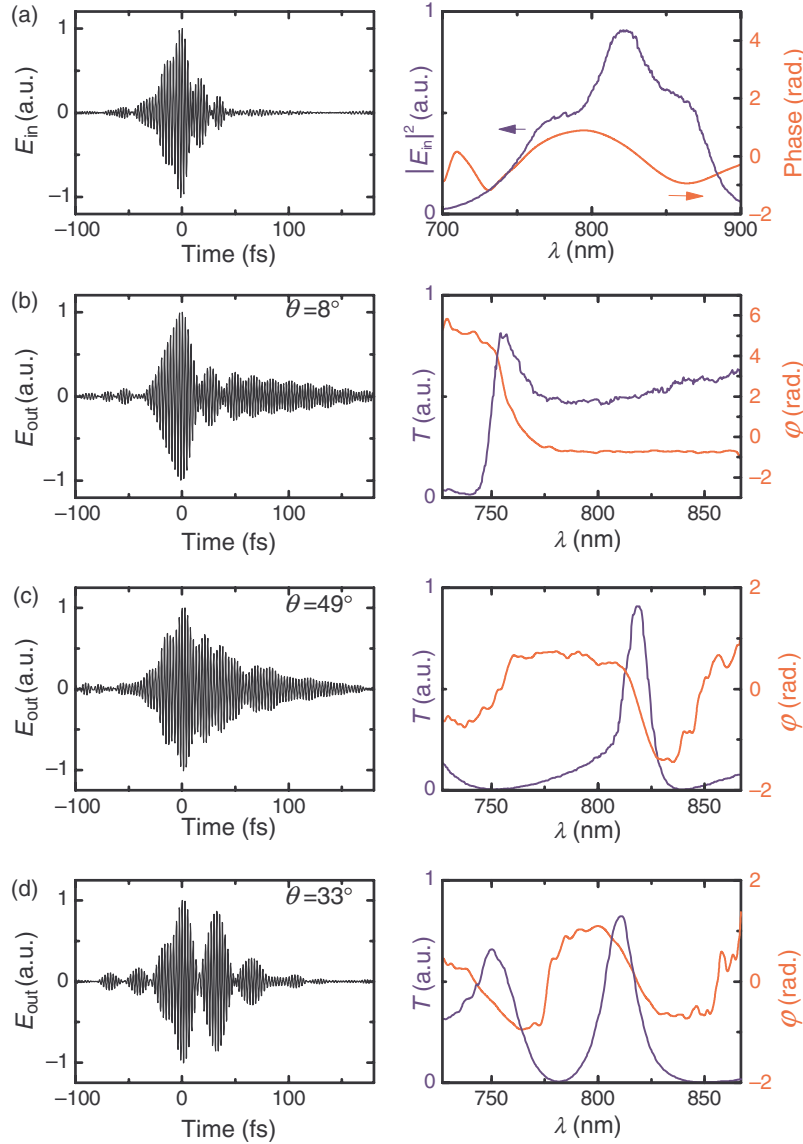 (a)
E_in (a.u.)
1
0
−1
−100 0 100
Time (fs)
|E_in|² (a.u.)
1
0
700 800 900
λ (nm)
4
2
0
−2
Phase (rad.)
(b)
θ=8°
E_out (a.u.)
1
0
−1
−100 0 100
Time (fs)
T (a.u.)
1
0
750 800 850
λ (nm)
6
4
2
0
−2
φ (rad.)
(c)
θ=49°
E_out (a.u.)
1
0
−1
−100 0 100
Time (fs)
T (a.u.)
1
0
750 800 850
λ (nm)
2
0
−2
φ (rad.)
(d)
θ=33°
E_out (a.u.)
1
0
−1
−100 0 100
Time (fs)
T (a.u.)
1
0
750 800 850
λ (nm)
2
0
−2
φ (rad.)